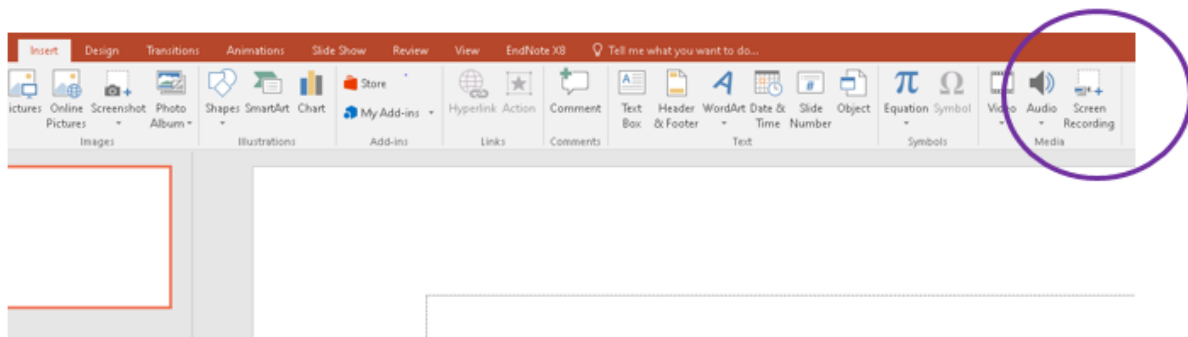 Insert Design Transitions Animations Slide Show Review View EndNote X8 Tell me what you want to do...
ictures Online Pictures Screenshot Photo Album Shapes SmartArt Chart Store My Add-ins Hyperlink Action Comment Text Box Header & Footer WordArt Date & Time Slide Number Object Equation Symbol Video Audio Screen Recording
Images Illustrations Add-ins Links Comments Text Symbols Media